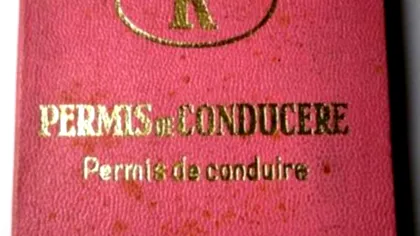 R
PERMIS DE CONDUCERE
Permis de conduire